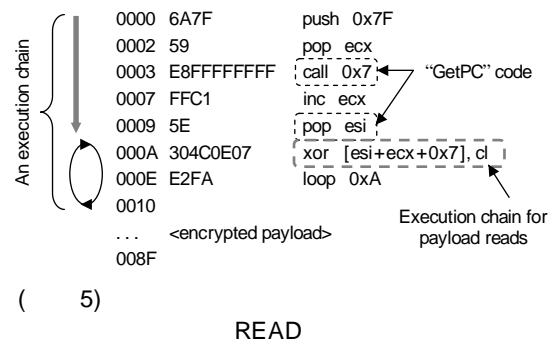 0000 6A7F push 0x7F
0002 59 pop ecx
0003 E8FFFFFFFF call 0x7 "GetPC" code
0007 FFC1 inc ecx
0009 5E pop esi
000A 304C0E07 xor [esi+ecx+0x7], cl
000E E2FA loop 0xA
0010
An execution chain
Execution chain for
payload reads
. . . <encrypted payload>
008F
( 5)
READ